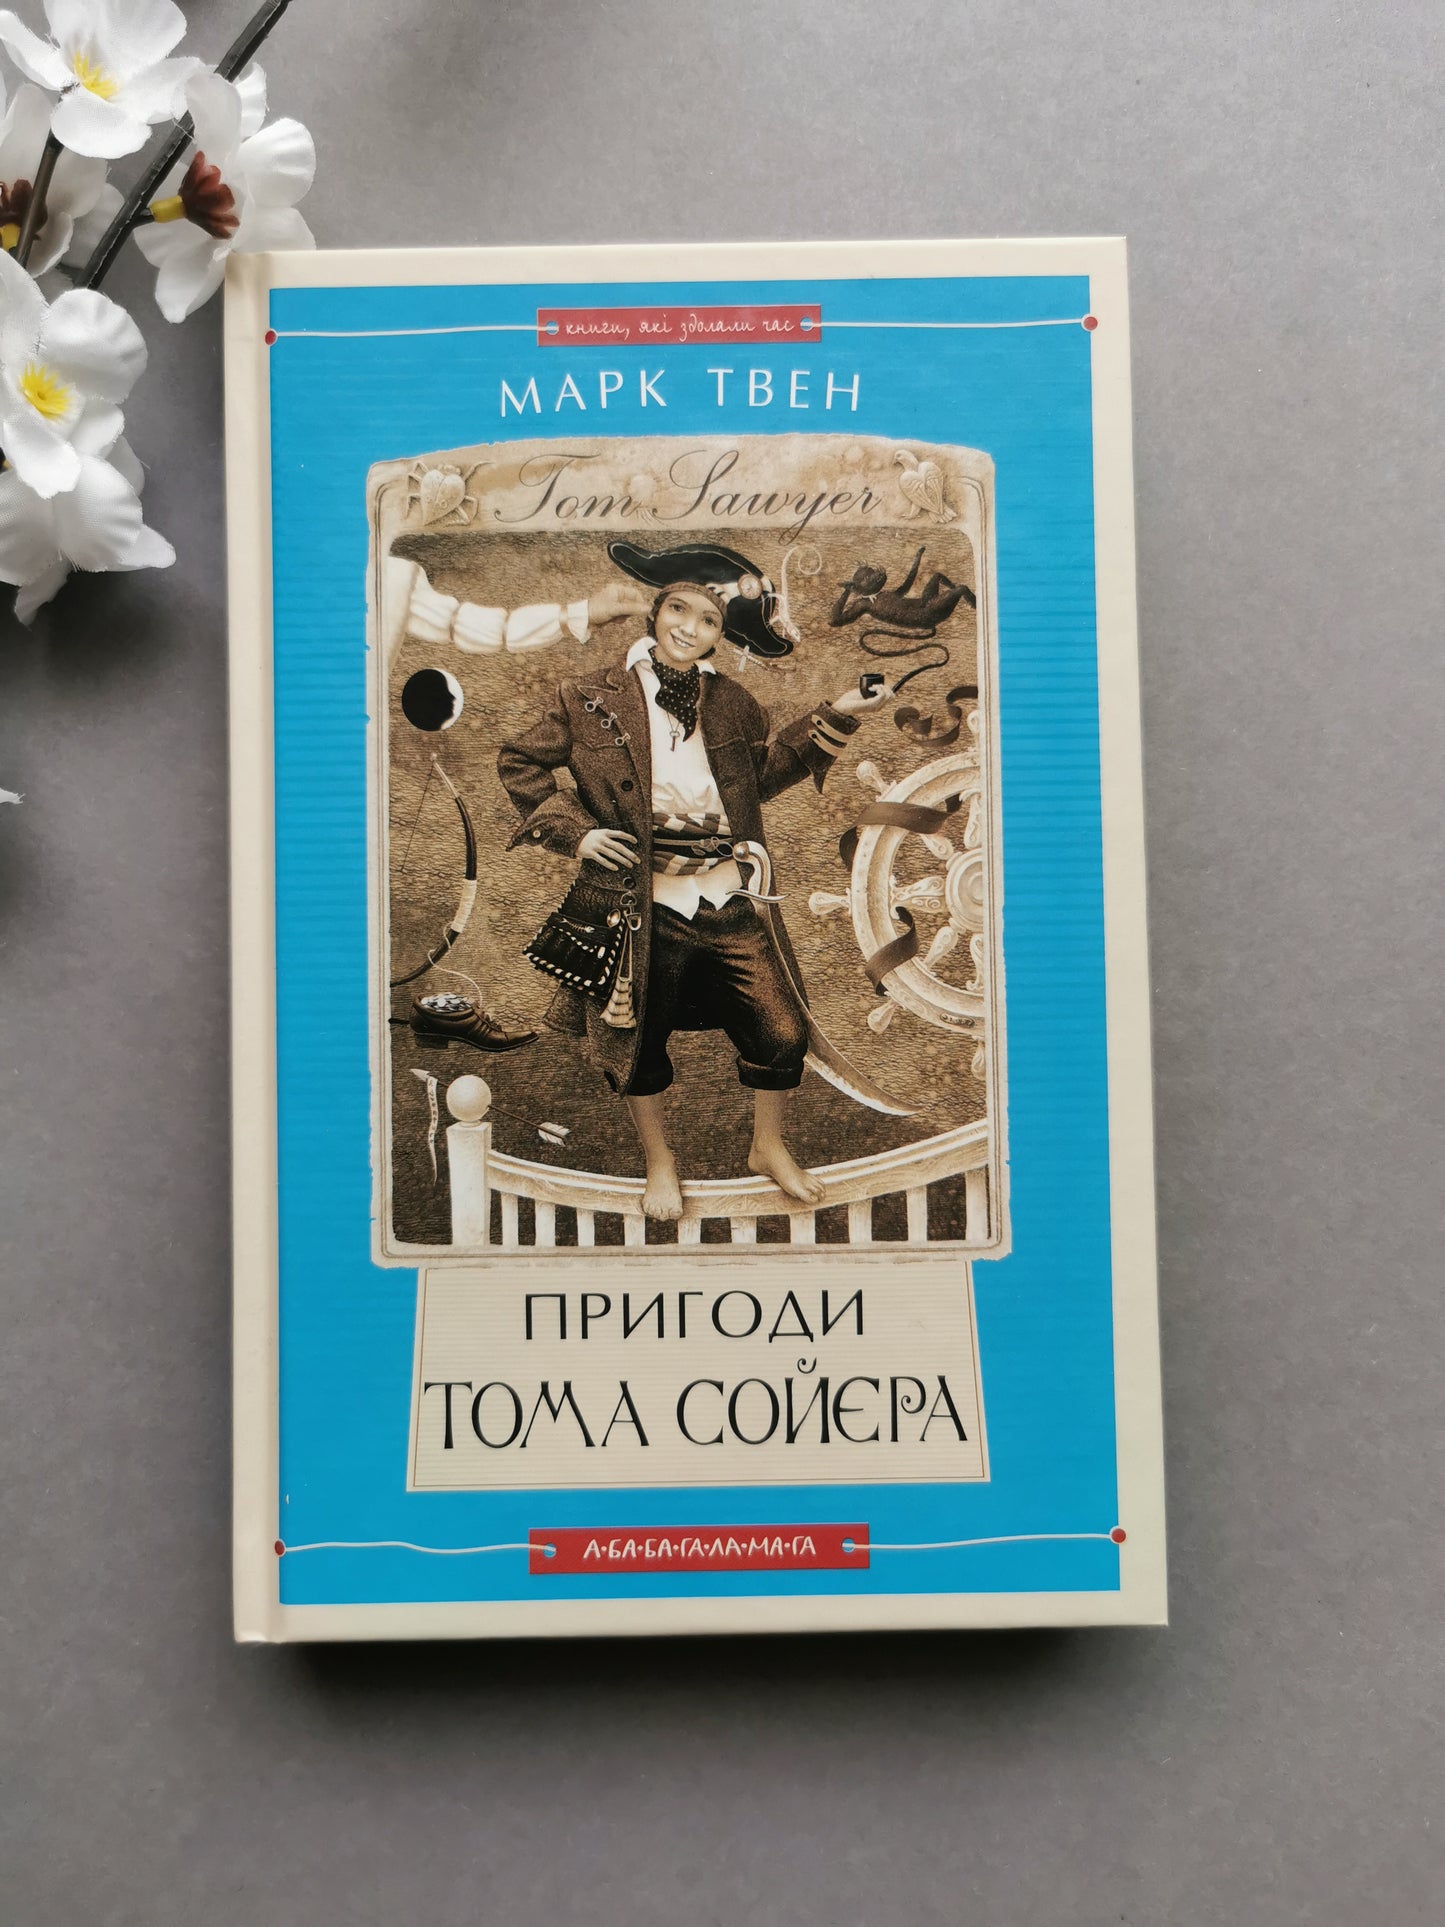 книги, які здолали час
МАРК ТВЕН
Tom Sawyer
ПРИГОДИ
ТОМА СОЙЄРА
А·БА·БА·ГА·ЛА·МА·ГА